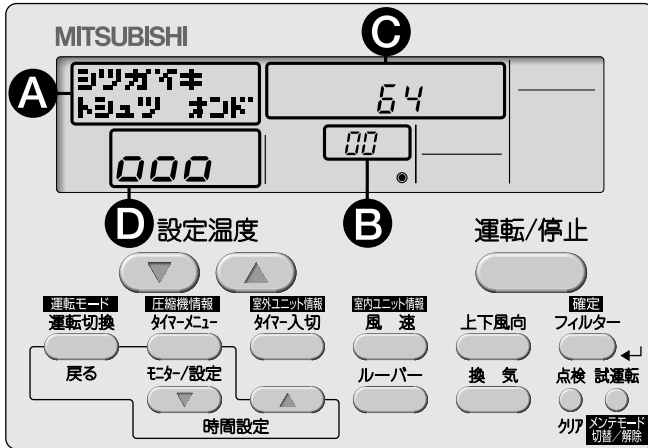 MITSUBISHI
C
A
シツガイキ
トシュツ オンド
64
00
000
D
B
設定温度
運転/停止
運転モード
圧縮機情報
室外ユニット情報
室内ユニット情報
確定
運転切換
タイマーメニュー
タイマー入切
風 速
上下風向
フィルター
戻る
モニター/設定
ルーバー
換 気
点検
試運転
時間設定
クリア
メンテモード
切替/解除